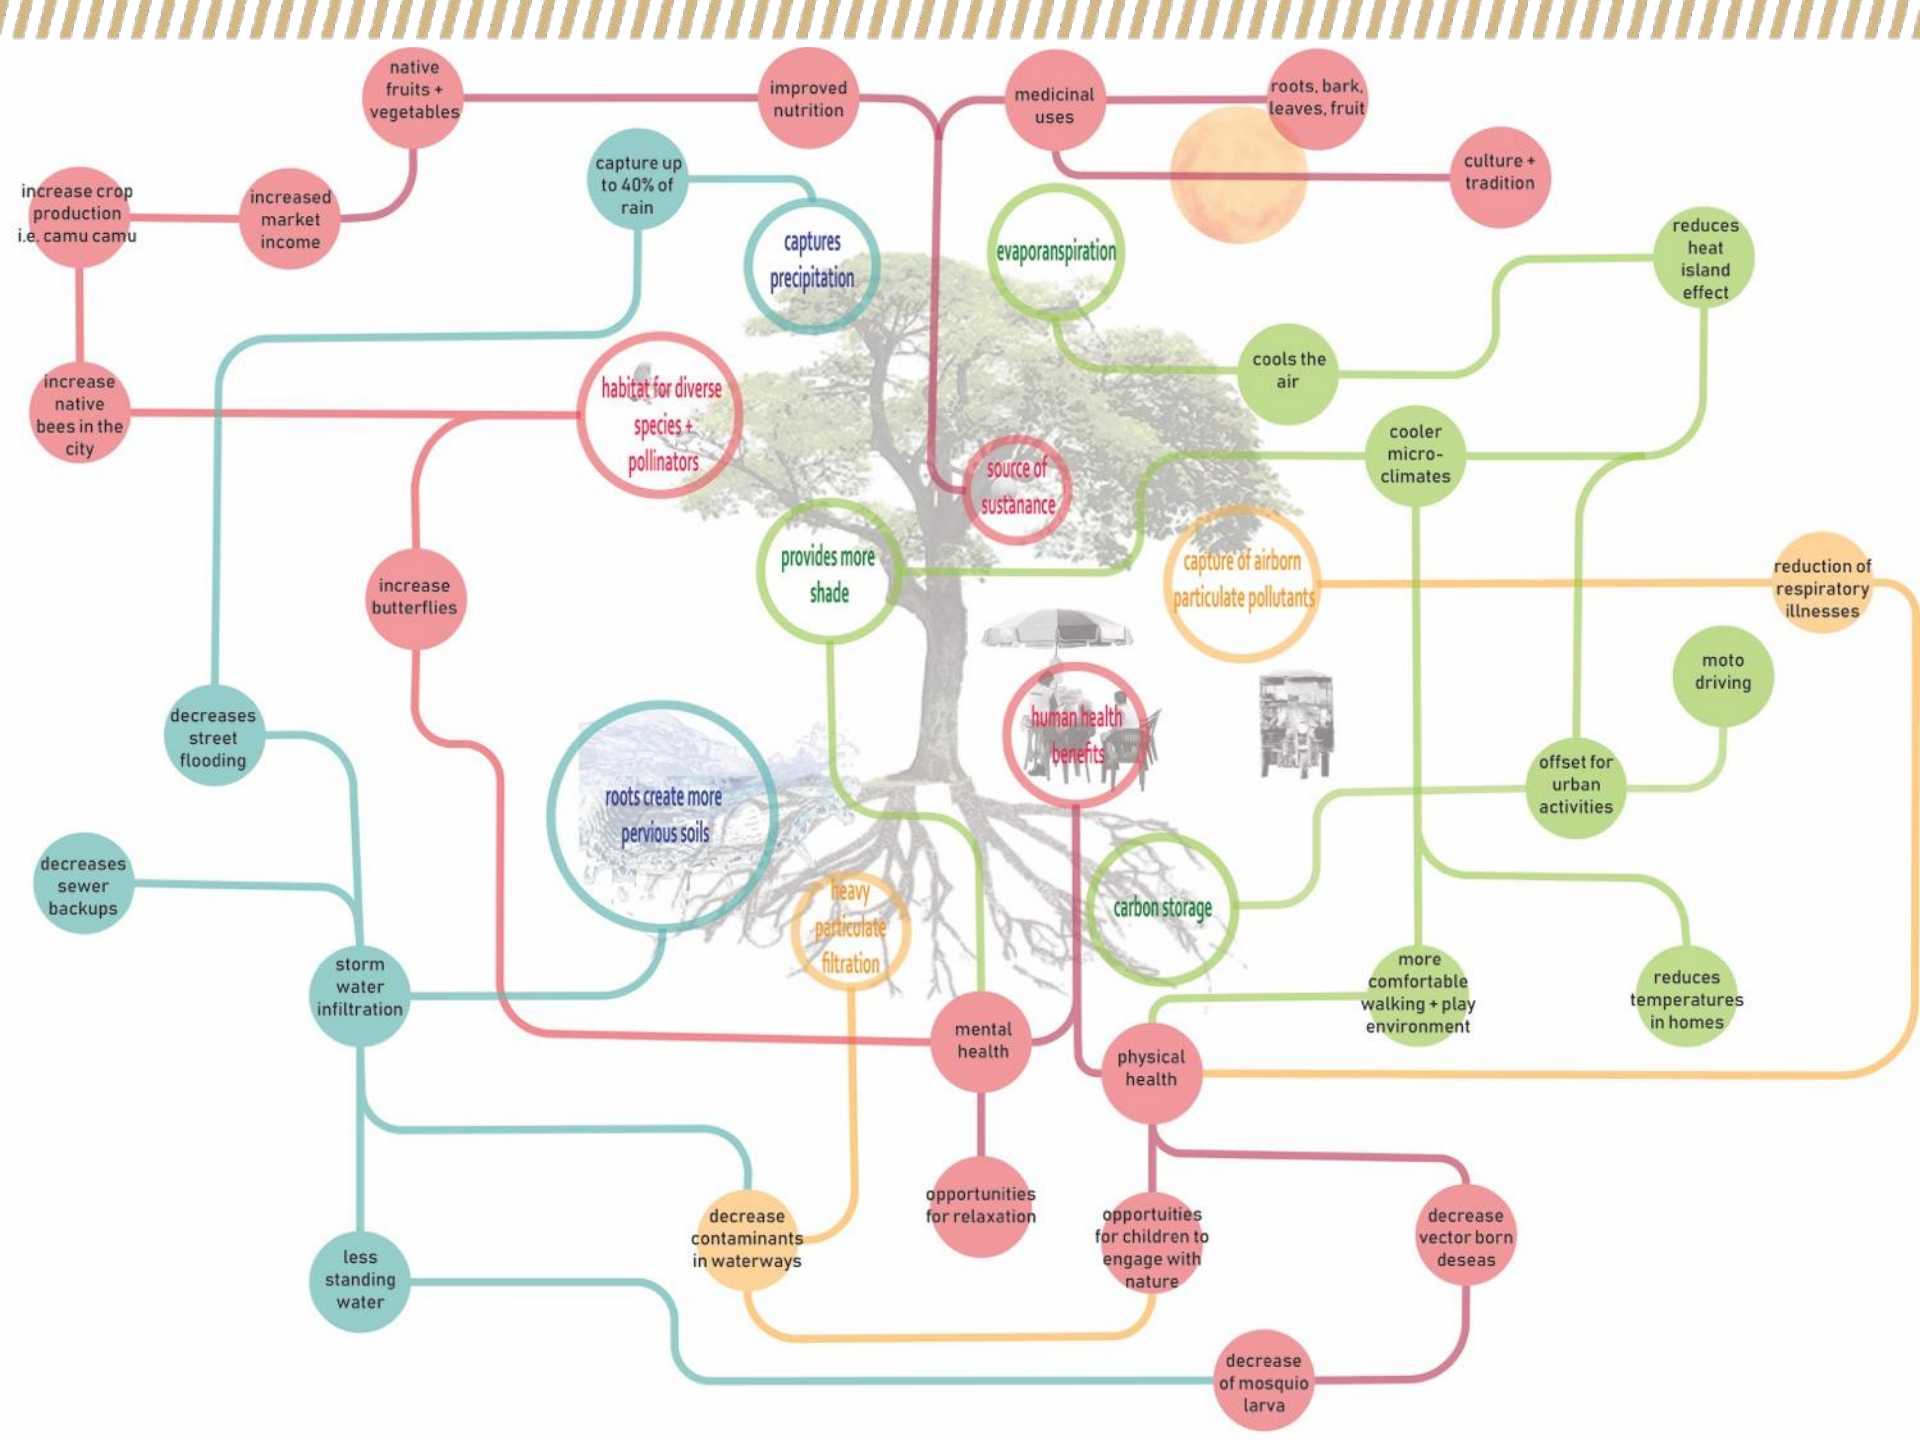 native
fruits +
vegetables
improved
nutrition
medicinal
uses
roots, bark,
leaves, fruit
culture +
tradition
capture up
to 40% of
rain
increase crop
production
i.e. camu camu
increased
market
income
captures
precipitation
evaporanspiration
reduces
heat
island
effect
cools the
air
increase
native
bees in the
city
habitat for diverse
species +
pollinators
source of
sustanance
cooler
micro-
climates
provides more
shade
capture of airborn
particulate pollutants
reduction of
respiratory
illnesses
increase
butterflies
moto
driving
decreases
street
flooding
human health
benefits
offset for
urban
activities
roots create more
pervious soils
decreases
sewer
backups
heavy
particulate
filtration
carbon storage
storm
water
infiltration
mental
health
physical
health
more
comfortable
walking + play
environment
reduces
temperatures
in homes
opportunities
for relaxation
decrease
contaminants
in waterways
opportuities
for children to
engage with
nature
decrease
vector born
deseas
less
standing
water
decrease
of mosquio
larva